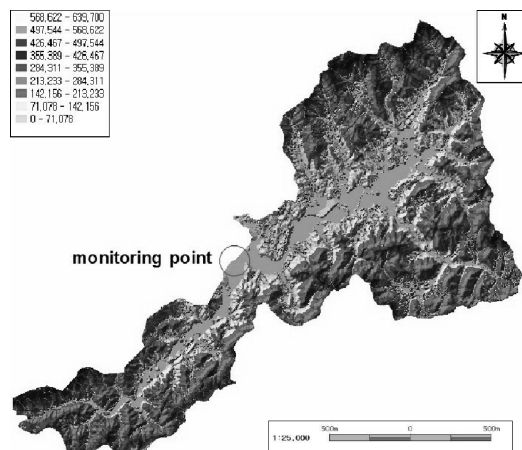 568,622 - 639,700
497,544 - 568,622
426,467 - 497,544
355,389 - 426,467
284,311 - 355,389
213,233 - 284,311
142,156 - 213,233
71,078 - 142,156
0 - 71,078
monitoring point
1:25,000
500m 0 500m